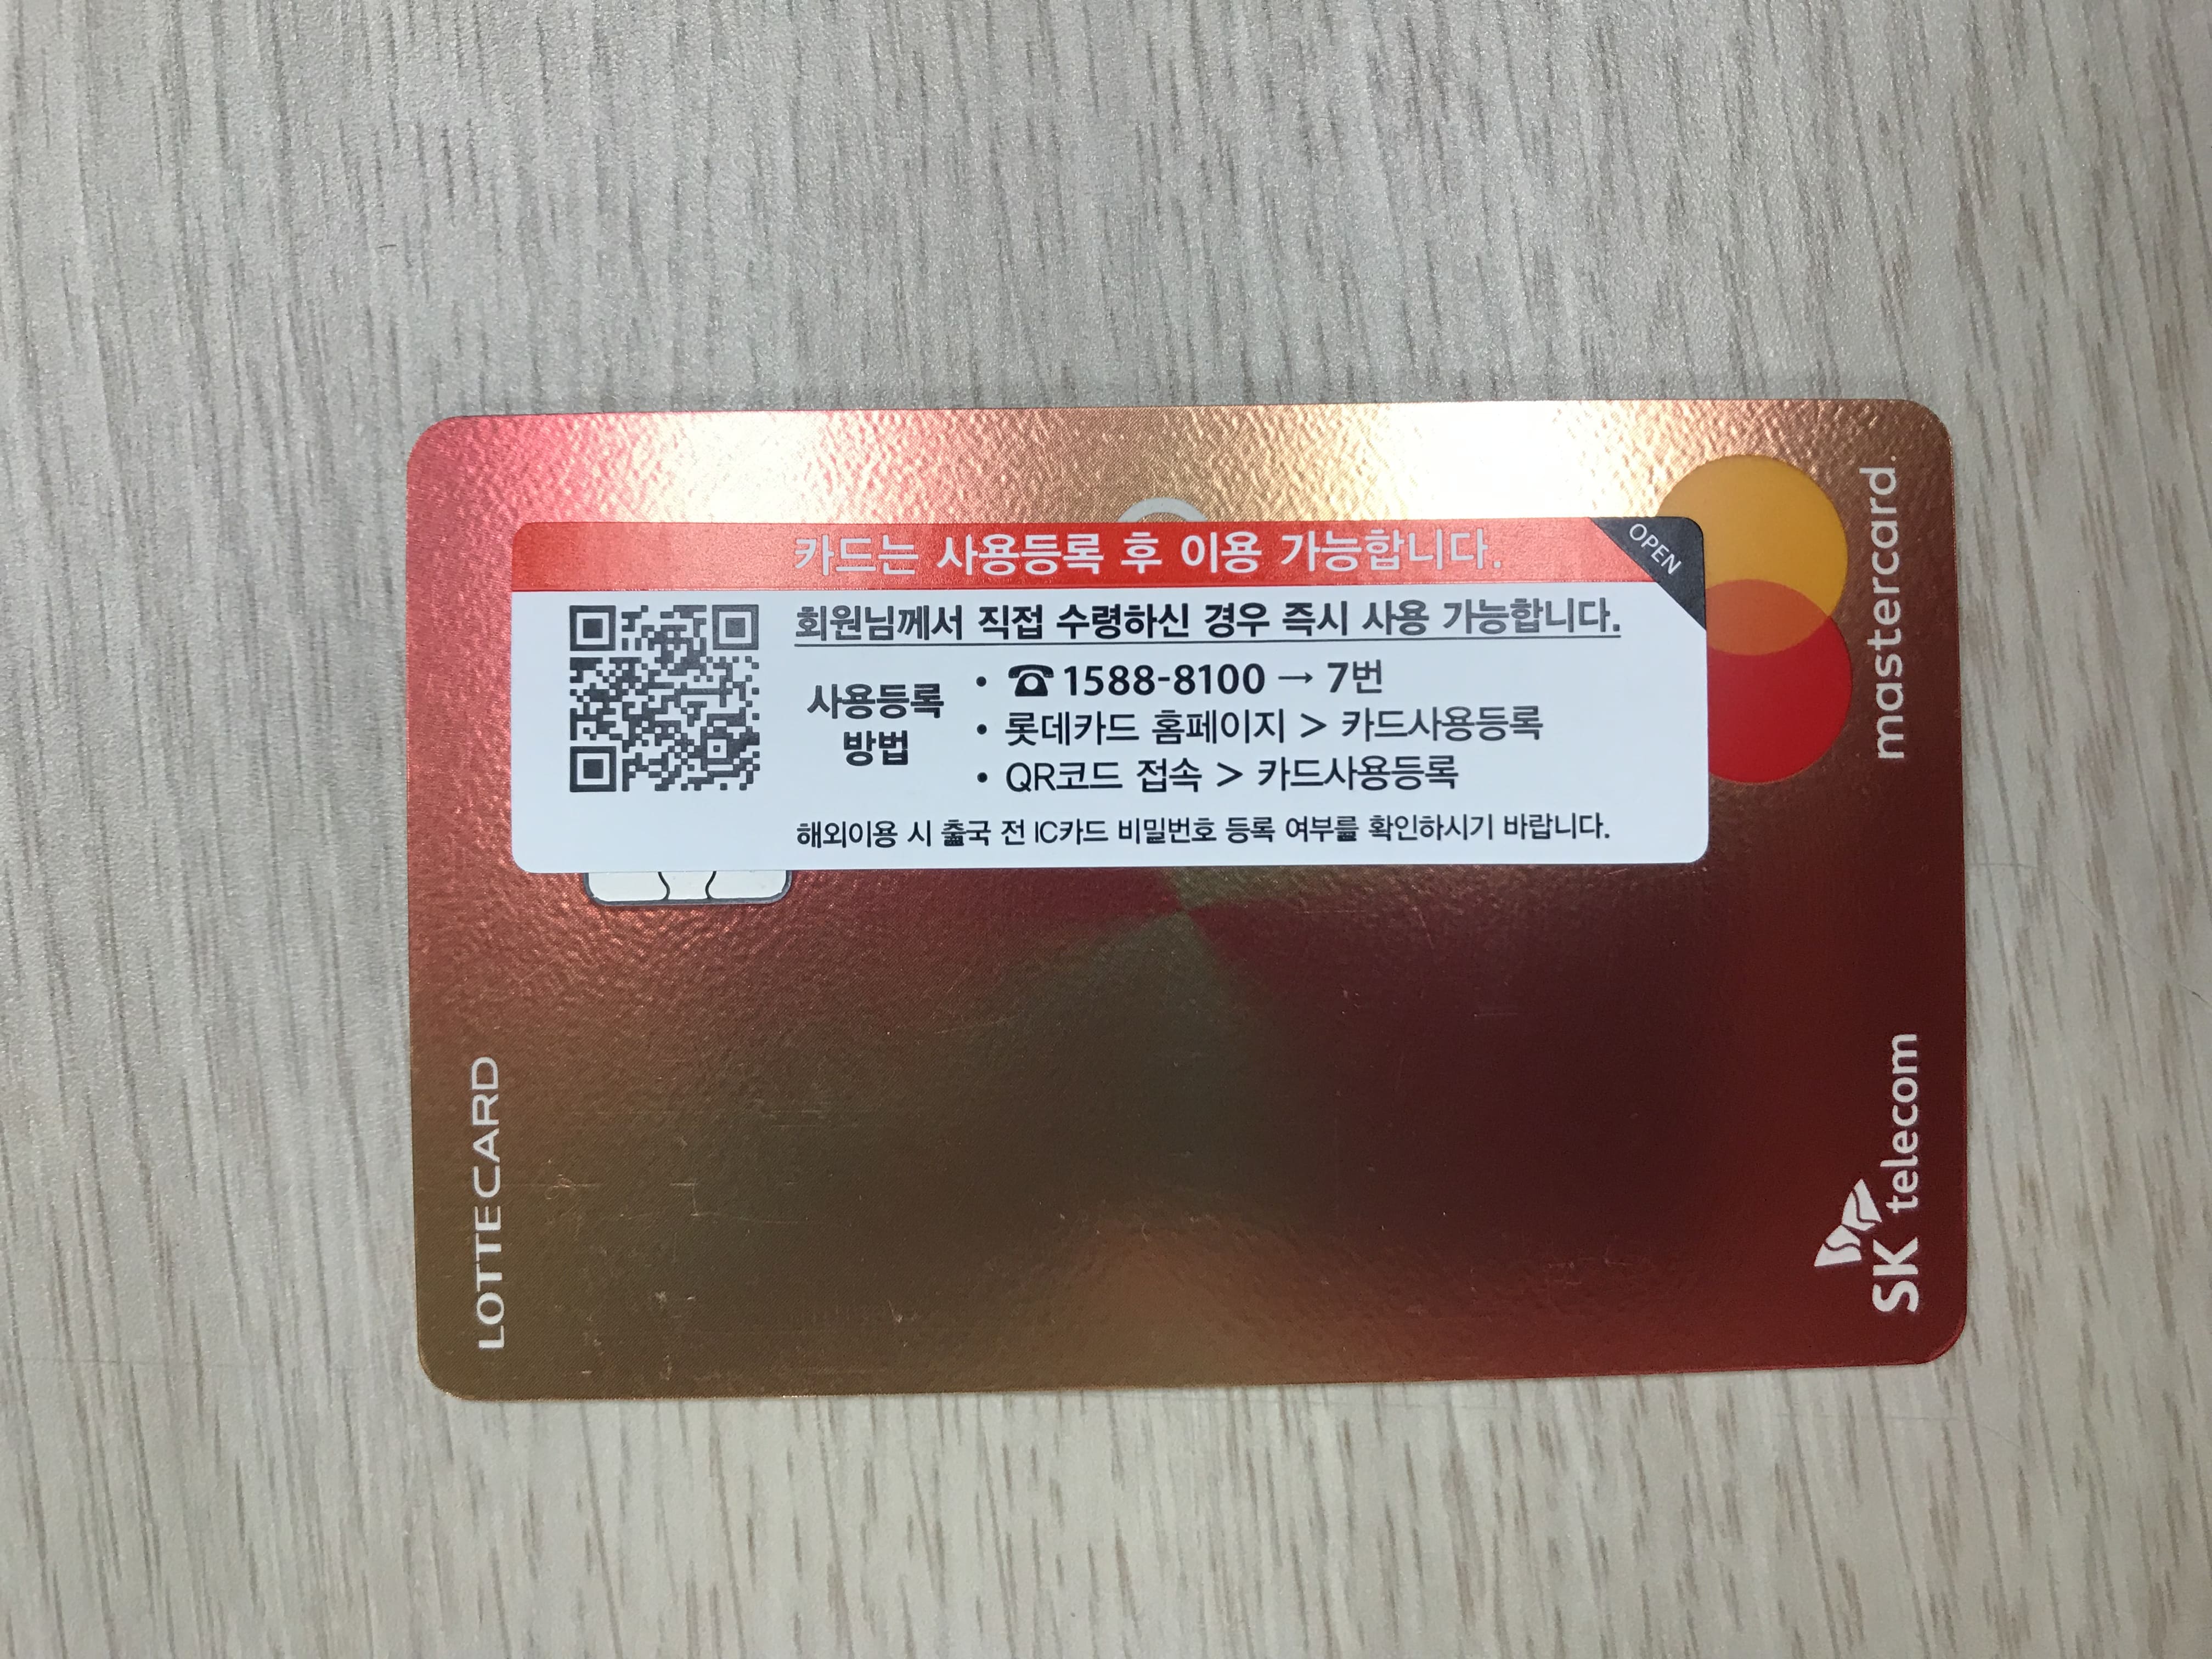 카드는 사용등록 후 이용 가능합니다.
OPEN
회원님께서 직접 수령하신 경우 즉시 사용 가능합니다.
사용등록
방법
• ☎1588-8100 → 7번
• 롯데카드 홈페이지 > 카드사용등록
• QR코드 접속 > 카드사용등록
해외이용 시 출국 전 IC카드 비밀번호 등록 여부를 확인하시기 바랍니다.
mastercard.
LOTTECARD
SK telecom